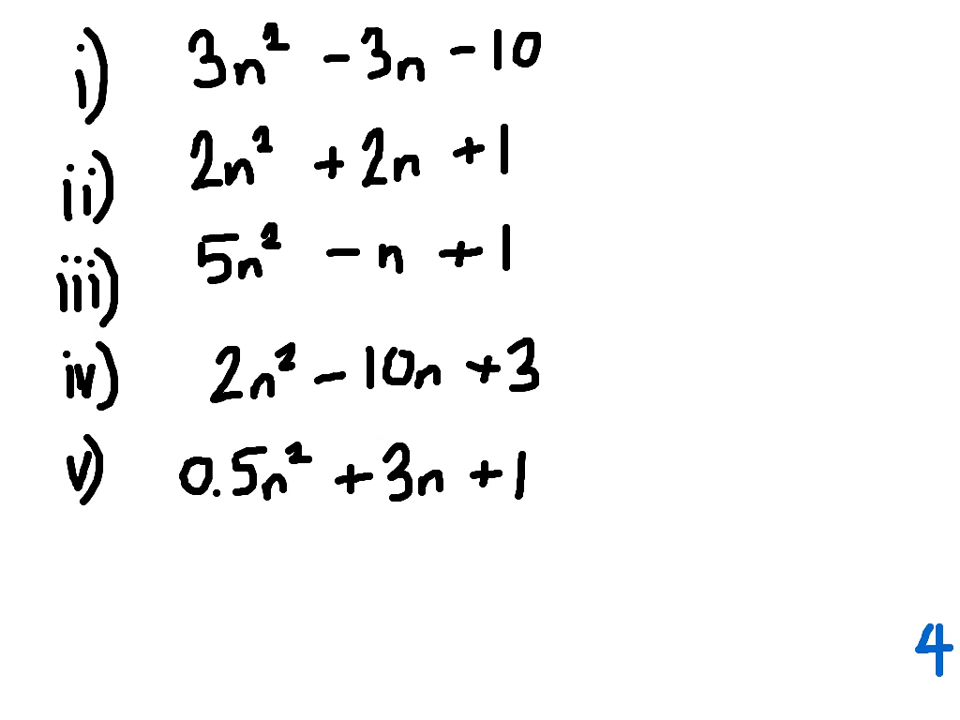 i) 3n² - 3n - 10
ii) 2n² + 2n + 1
iii) 5n² - n + 1
iv) 2n² - 10n + 3
v) 0.5n² + 3n + 1
4